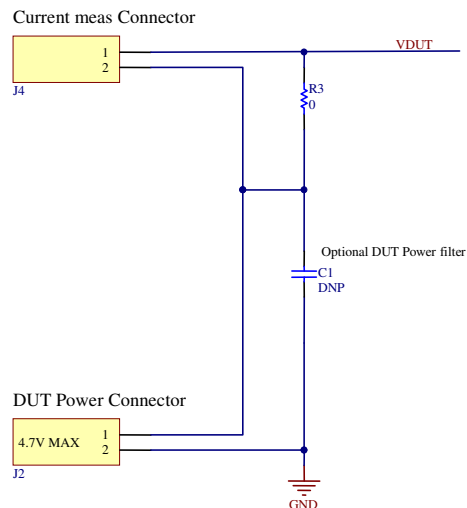 Current meas Connector
1
2
J4
VDUT
R3
0
Optional DUT Power filter
C1
DNP
DUT Power Connector
4.7V MAX
1
2
J2
GND